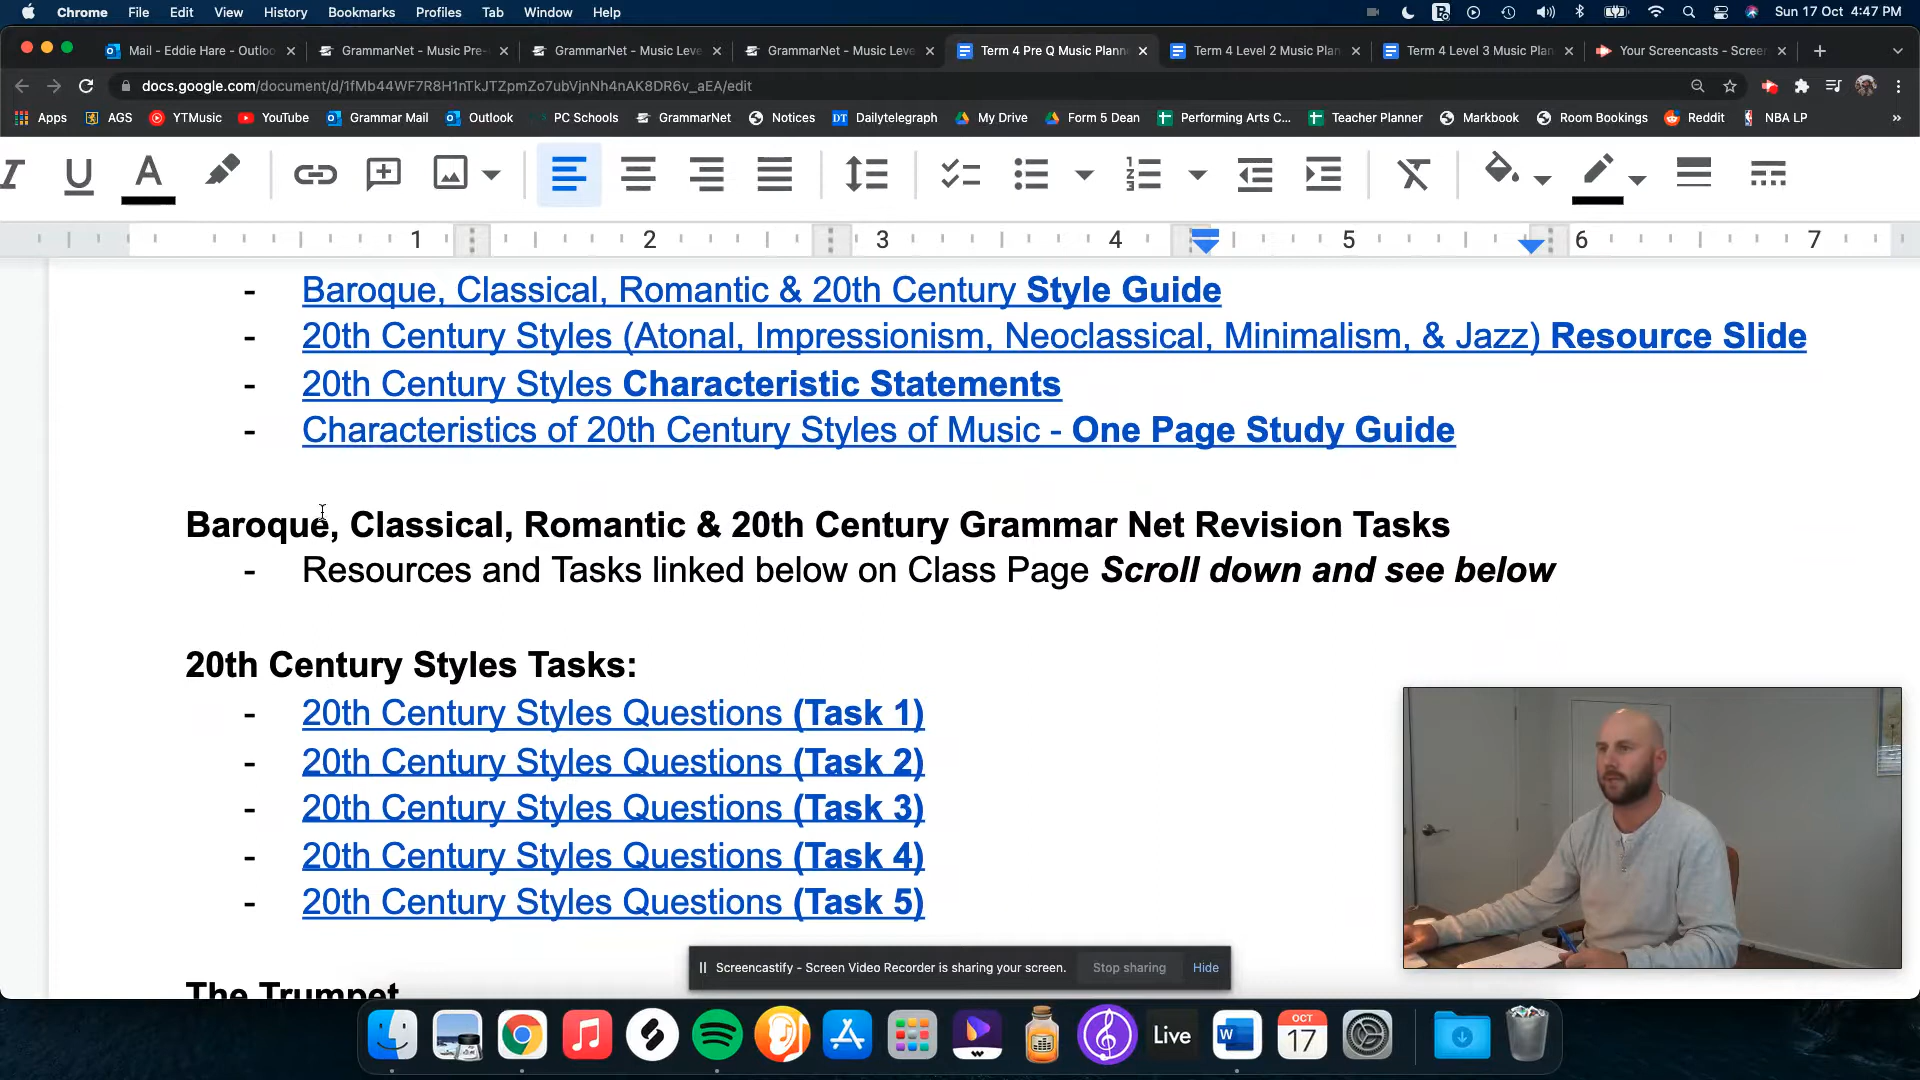 Chrome File Edit View History Bookmarks Profiles Tab Window Help Sun 17 Oct 4:47 PM
Mail - Eddie Hare - Outloo GrammarNet - Music Pre- GrammarNet - Music Leve GrammarNet - Music Leve Term 4 Pre Q Music Plann Term 4 Level 2 Music Plan Term 4 Level 3 Music Plan Your Screencasts - Screen
docs.google.com/document/d/1fMb44WF7R8H1nTkJTZpmZo7ubVjnNh4nAK8DR6v_aEA/edit
Apps AGS YTMusic YouTube Grammar Mail Outlook PC Schools GrammarNet Notices DT Dailytelegraph My Drive Form 5 Dean Performing Arts C... Teacher Planner Markbook Room Bookings Reddit NBA LP »
1 2 3 4 5 6 7
- Baroque, Classical, Romantic & 20th Century Style Guide
- 20th Century Styles (Atonal, Impressionism, Neoclassical, Minimalism, & Jazz) Resource Slide
- 20th Century Styles Characteristic Statements
- Characteristics of 20th Century Styles of Music - One Page Study Guide
Baroque, Classical, Romantic & 20th Century Grammar Net Revision Tasks
- Resources and Tasks linked below on Class Page Scroll down and see below
20th Century Styles Tasks:
- 20th Century Styles Questions (Task 1)
- 20th Century Styles Questions (Task 2)
- 20th Century Styles Questions (Task 3)
- 20th Century Styles Questions (Task 4)
- 20th Century Styles Questions (Task 5)
The Trumpet
Screencastify - Screen Video Recorder is sharing your screen. Stop sharing Hide
Live
W
OCT
17